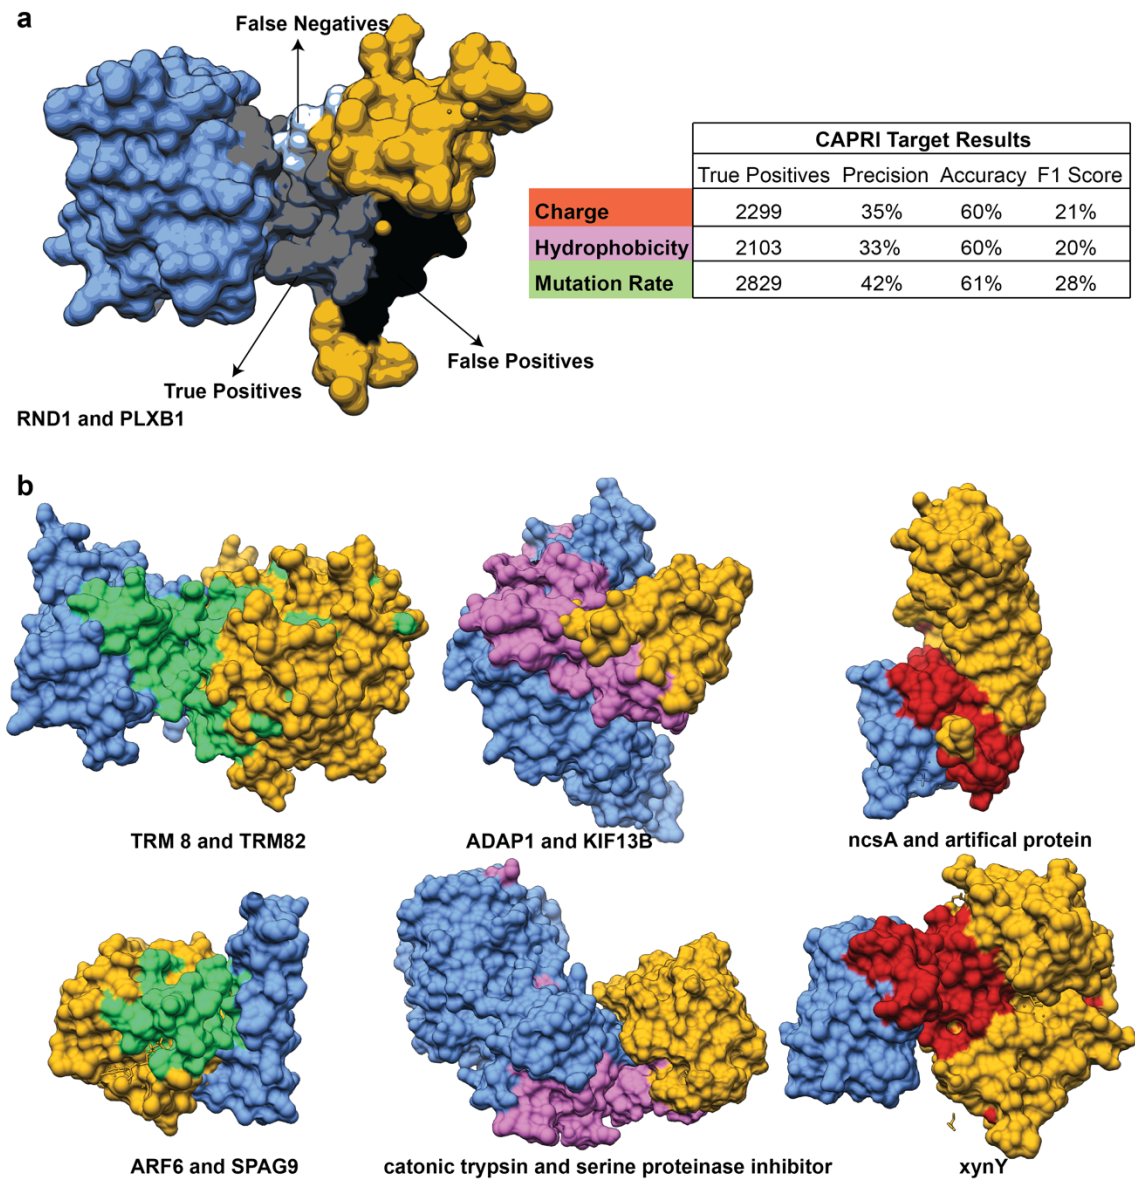 a
False Negatives
True Positives
False Positives
RND1 and PLXB1
CAPRI Target Results
True Positives Precision Accuracy F1 Score
Charge 2299 35% 60% 21%
Hydrophobicity 2103 33% 60% 20%
Mutation Rate 2829 42% 61% 28%
b
TRM 8 and TRM82
ADAP1 and KIF13B
ncsA and artifical protein
ARF6 and SPAG9
catonic trypsin and serine proteinase inhibitor
xynY